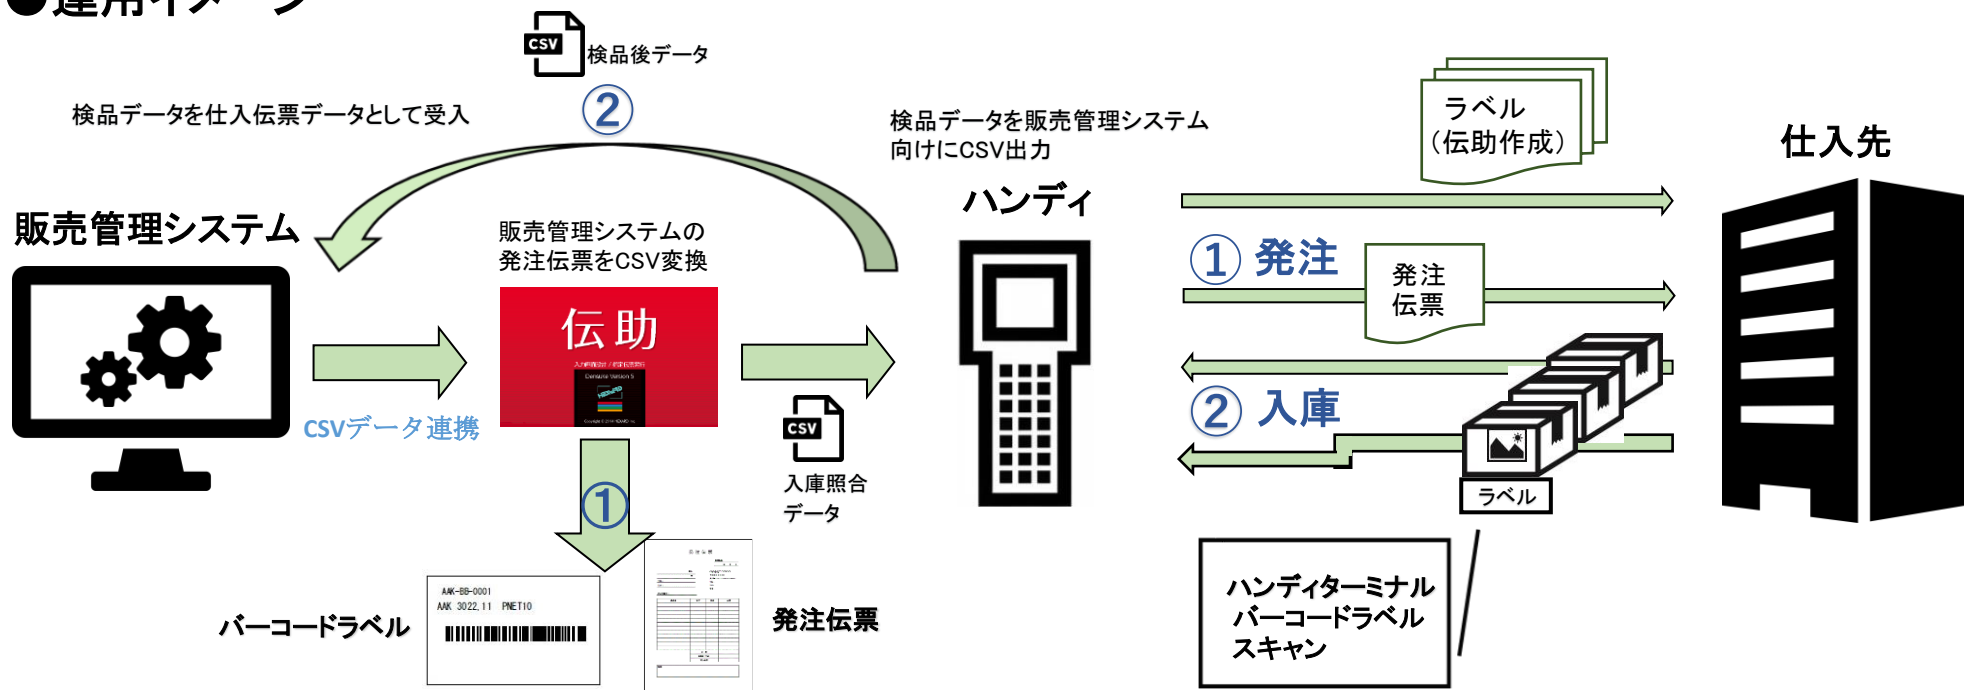 ●運用イメージ
CSV
検品後データ
②
検品データを仕入伝票データとして受入
検品データを販売管理システム
向けにCSV出力
ラベル
(伝助作成)
仕入先
ハンディ
販売管理システム
販売管理システムの
発注伝票をCSV変換
① 発注
発注
伝票
伝助
Densuke Version 5
CSVデータ連携
CSV
入庫照合
データ
② 入庫
ラベル
①
発注伝票
AAK-BB-0001
AAK 3022.11 PNET10
バーコードラベル
発注伝票
ハンディターミナル
バーコードラベル
スキャン